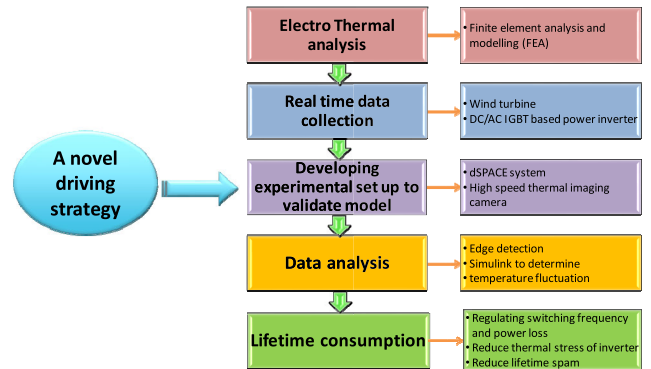 Electro Thermal
analysis
• Finite element analysis and
modelling (FEA)
Real time data
collection
• Wind turbine
• DC/AC IGBT based power inverter
A novel
driving
strategy
Developing
experimental set up to
validate model
• dSPACE system
• High speed thermal imaging
camera
Data analysis
• Edge detection
• Simulink to determine
• temperature fluctuation
Lifetime consumption
• Regulating switching frequency
and power loss
• Reduce thermal stress of inverter
• Reduce lifetime spam